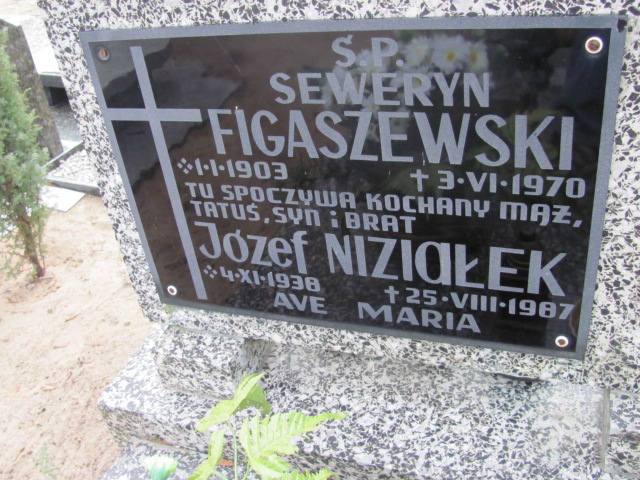 Ś.P.
SEWERYN
FIGASZEWSKI
1·I·1903 3·VI·1970
TU SPOCZYWA KOCHANY MĄŻ,
TATUŚ, SYN i BRAT
Józef NIZIAŁEK
4·XI·1938 25·VIII·1987
AVE MARIA